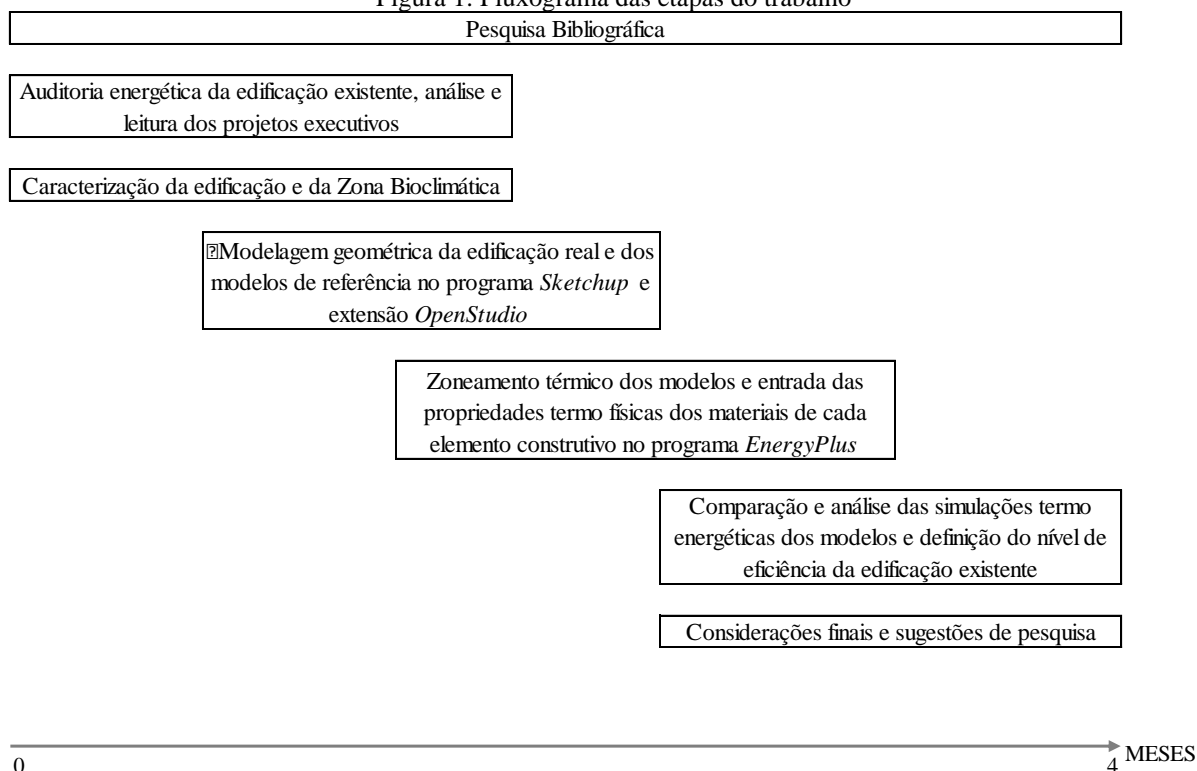 Figura 1: Fluxograma das etapas do trabalho
Pesquisa Bibliográfica
Auditoria energética da edificação existente, análise e
leitura dos projetos executivos
Caracterização da edificação e da Zona Bioclimática
Modelagem geométrica da edificação real e dos
modelos de referência no programa Sketchup e
extensão OpenStudio
Zoneamento térmico dos modelos e entrada das
propriedades termo físicas dos materiais de cada
elemento construtivo no programa EnergyPlus
Comparação e análise das simulações termo
energéticas dos modelos e definição do nível de
eficiência da edificação existente
Considerações finais e sugestões de pesquisa
0
4
MESES